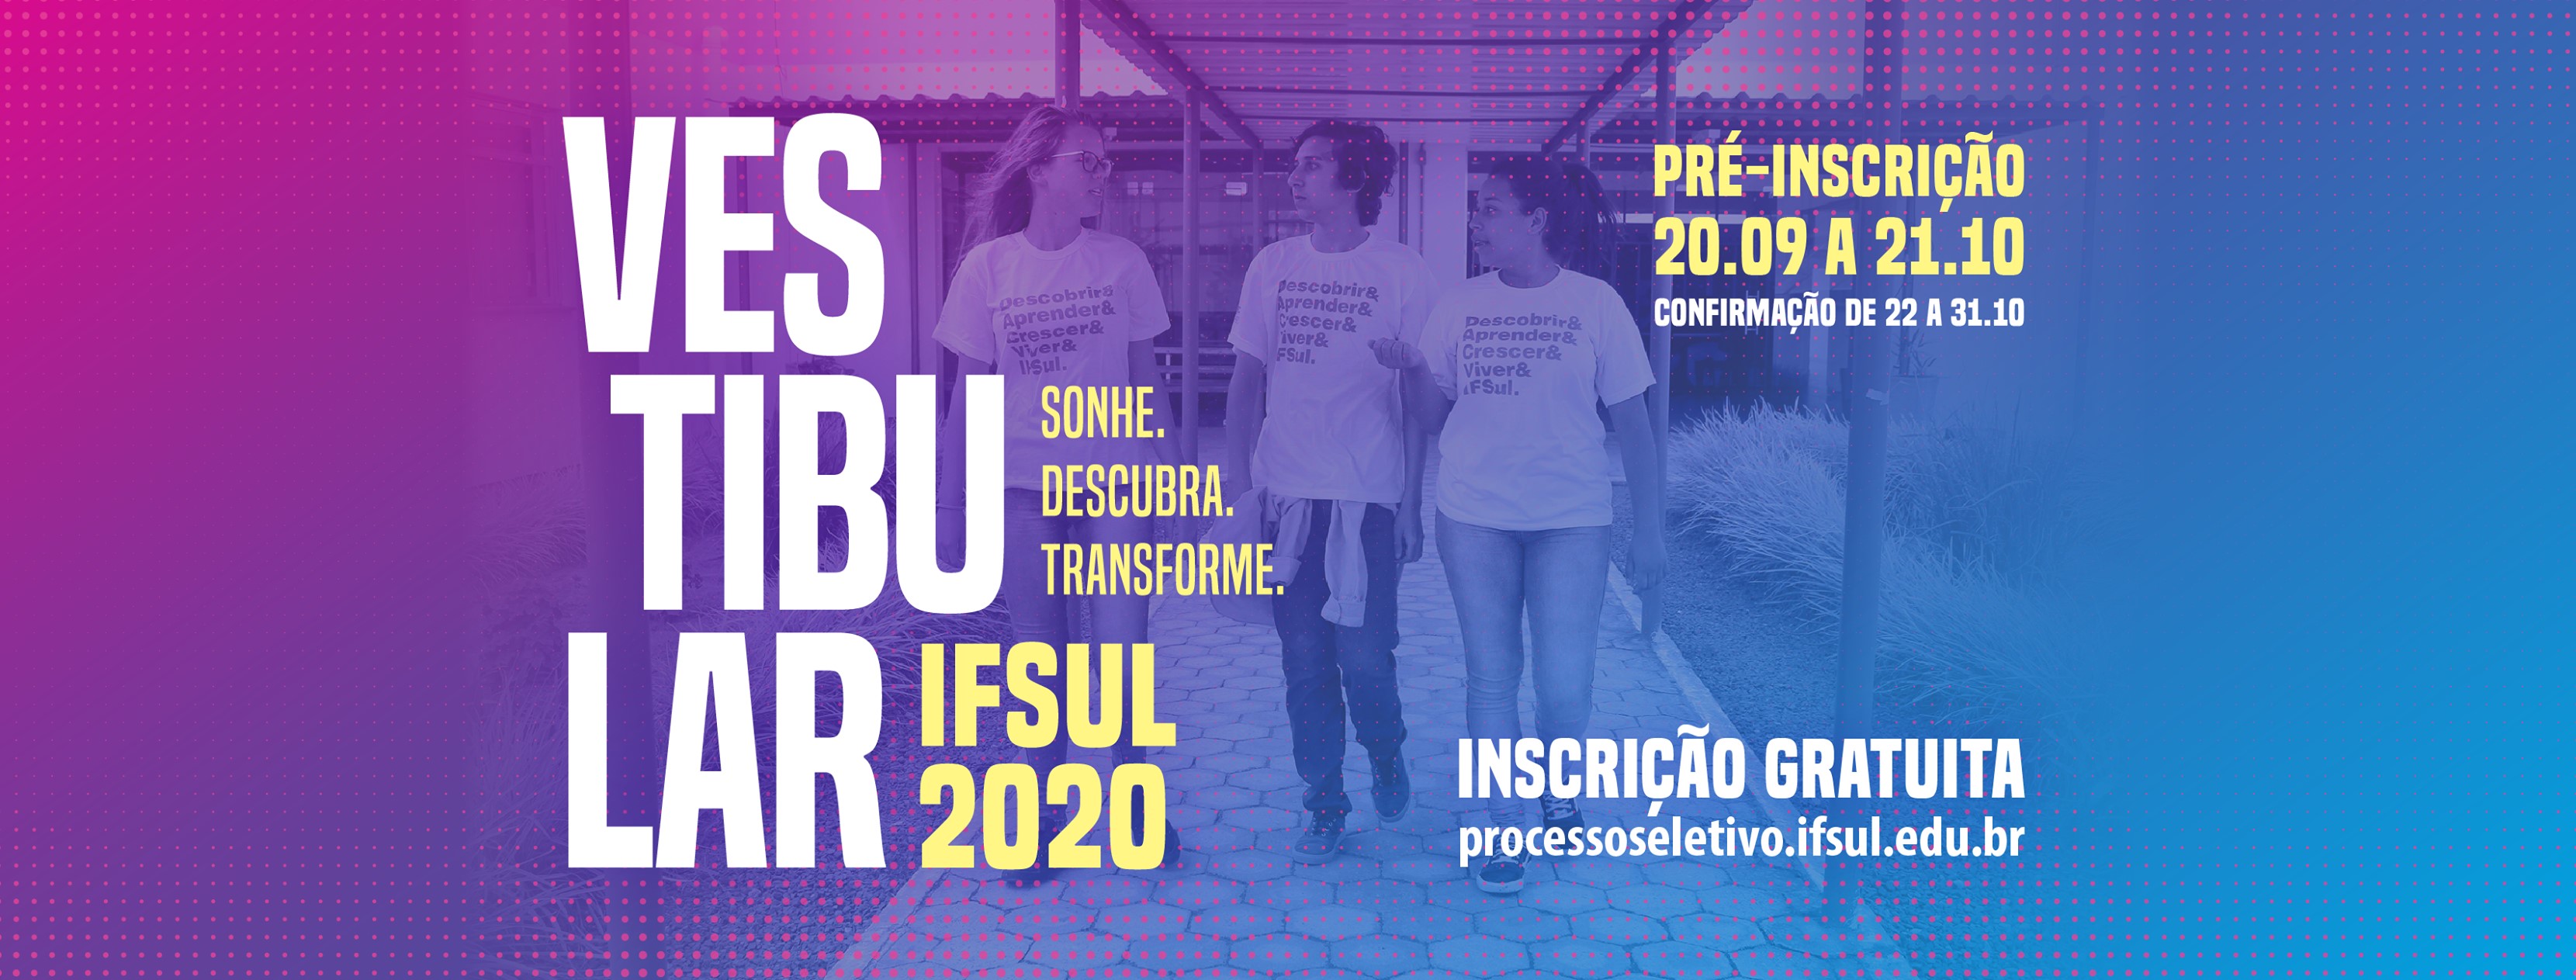 VES
TIBU
LAR
SONHE.
DESCUBRA.
TRANSFORME.
IFSUL
2020
PRÉ-INSCRIÇÃO
20.09 A 21.10
CONFIRMAÇÃO DE 22 A 31.10
Descobrir&
Aprender&
Crescer&
Viver&
IFSul.
Descobrir&
Aprender&
Crescer&
Viver&
IFSul.
Descobrir&
Aprender&
Crescer&
Viver&
IFSul.
INSCRIÇÃO GRATUITA
processoseletivo.ifsul.edu.br